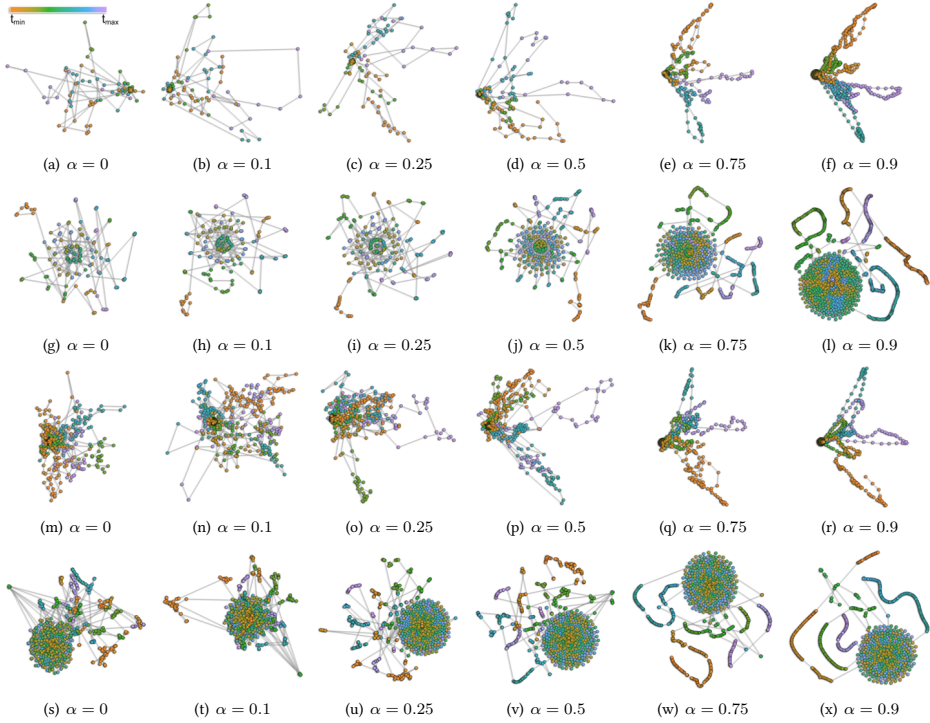 t_min t_max
(a) α = 0 (b) α = 0.1 (c) α = 0.25 (d) α = 0.5 (e) α = 0.75 (f) α = 0.9
(g) α = 0 (h) α = 0.1 (i) α = 0.25 (j) α = 0.5 (k) α = 0.75 (l) α = 0.9
(m) α = 0 (n) α = 0.1 (o) α = 0.25 (p) α = 0.5 (q) α = 0.75 (r) α = 0.9
(s) α = 0 (t) α = 0.1 (u) α = 0.25 (v) α = 0.5 (w) α = 0.75 (x) α = 0.9